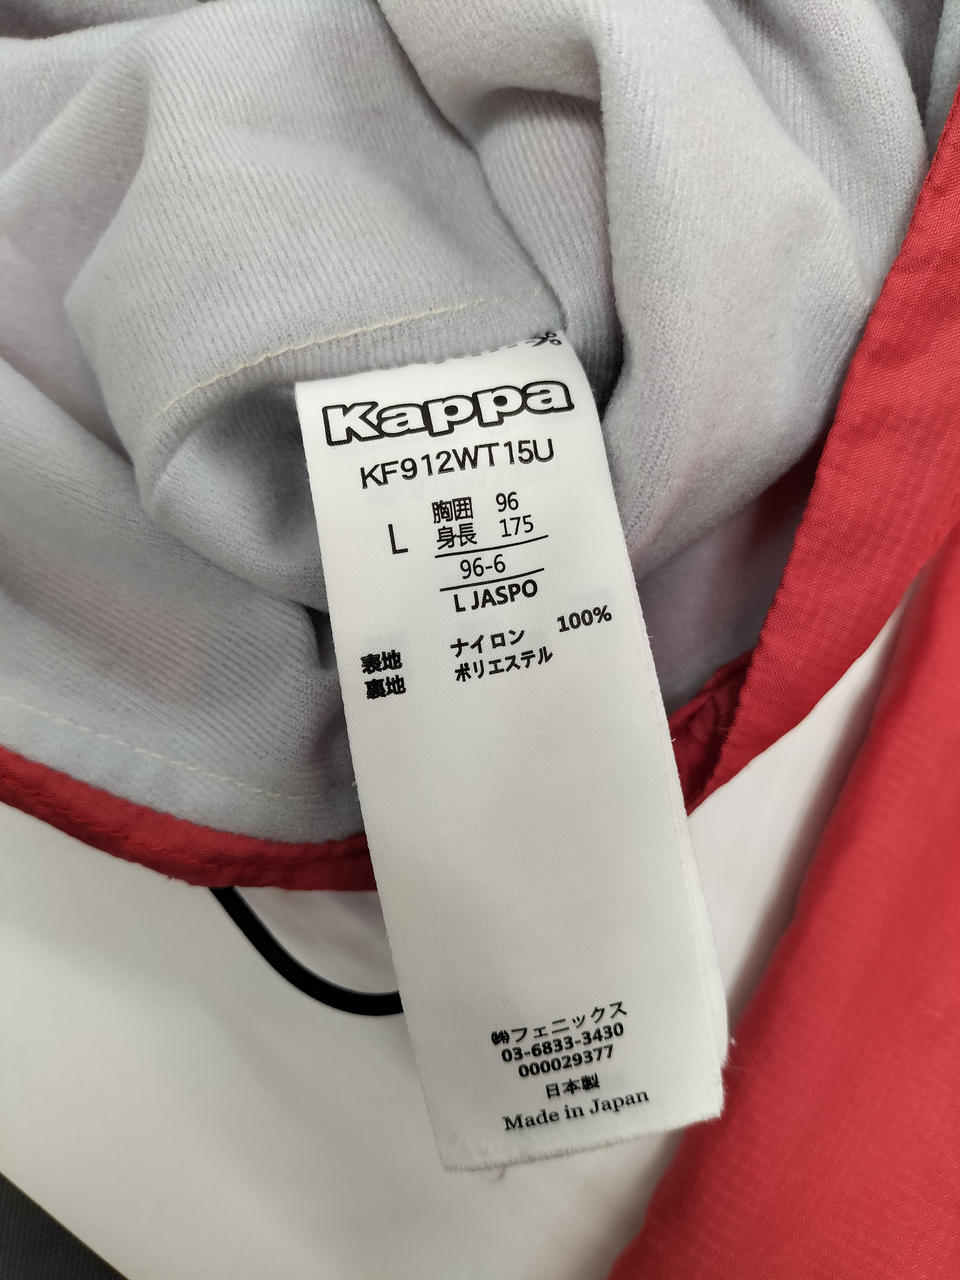 Kappa
KF912WT15U
L 胸囲 96
身長 175
96-6
L JASPO
表地 ナイロン 100%
裏地 ポリエステル
㈱フェニックス
03-6833-3430
000029377
日本製
Made in Japan